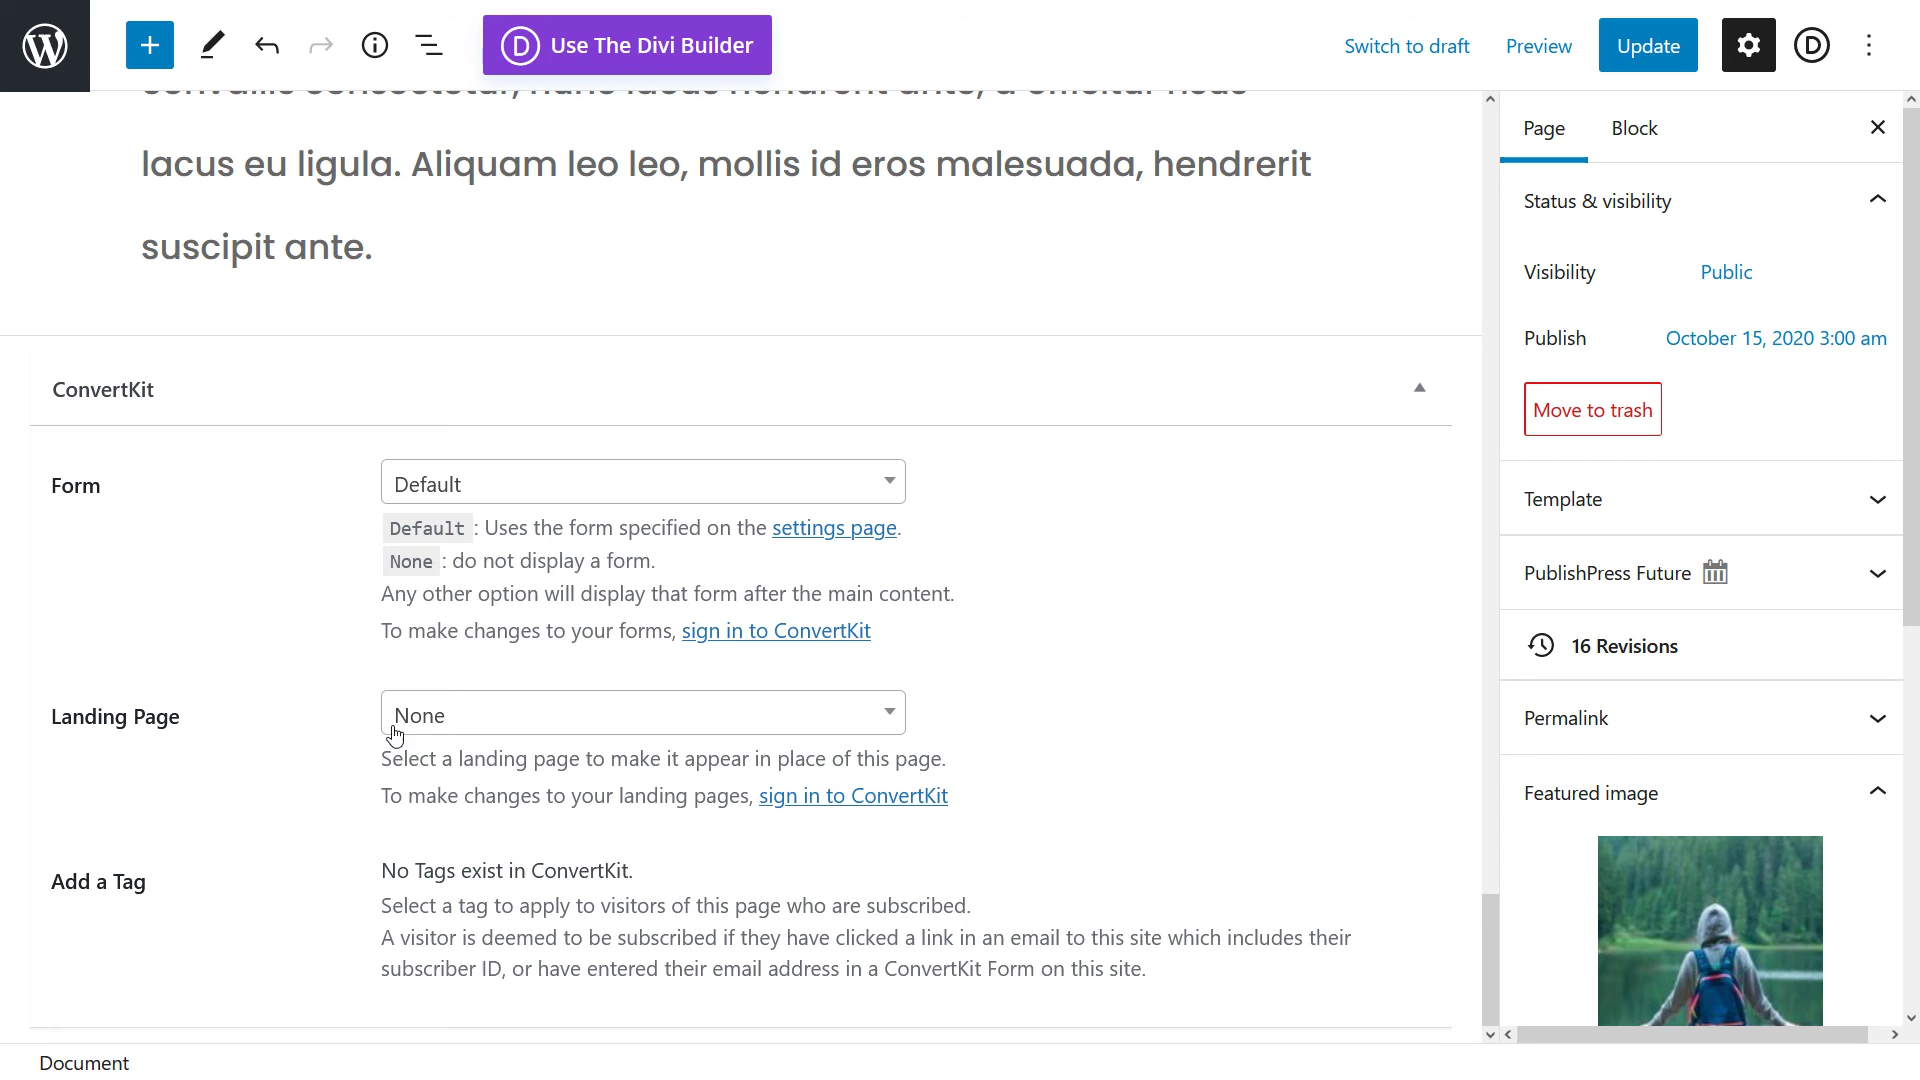 Use The Divi Builder
Switch to draft
Preview
Update
convallis consectetur, nunc lacus hendrerit ante, a efficitur risus
lacus eu ligula. Aliquam leo leo, mollis id eros malesuada, hendrerit
suscipit ante.
ConvertKit
Form
Default
Default : Uses the form specified on the settings page.
None : do not display a form.
Any other option will display that form after the main content.
To make changes to your forms, sign in to ConvertKit
Landing Page
None
Select a landing page to make it appear in place of this page.
To make changes to your landing pages, sign in to ConvertKit
Add a Tag
No Tags exist in ConvertKit.
Select a tag to apply to visitors of this page who are subscribed.
A visitor is deemed to be subscribed if they have clicked a link in an email to this site which includes their
subscriber ID, or have entered their email address in a ConvertKit Form on this site.
Document
Page
Block
Status & visibility
Visibility
Public
Publish
October 15, 2020 3:00 am
Move to trash
Template
PublishPress Future
16 Revisions
Permalink
Featured image